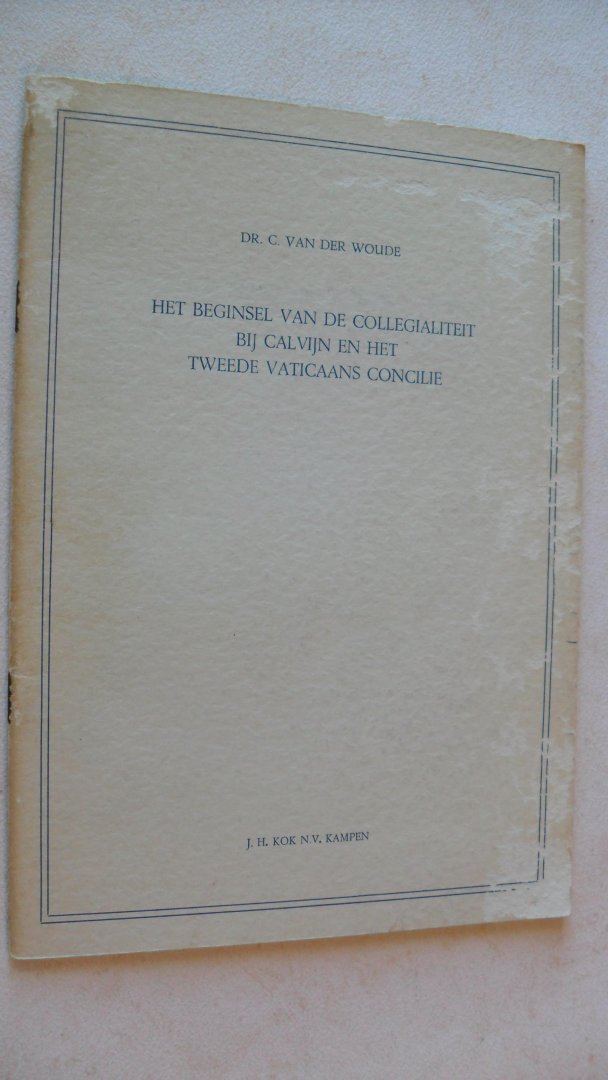 DR. C. VAN DER WOUDE
HET BEGINSEL VAN DE COLLEGIALITEIT
BIJ CALVIJN EN HET
TWEEDE VATICAANS CONCILIE
J. H. KOK N.V. KAMPEN